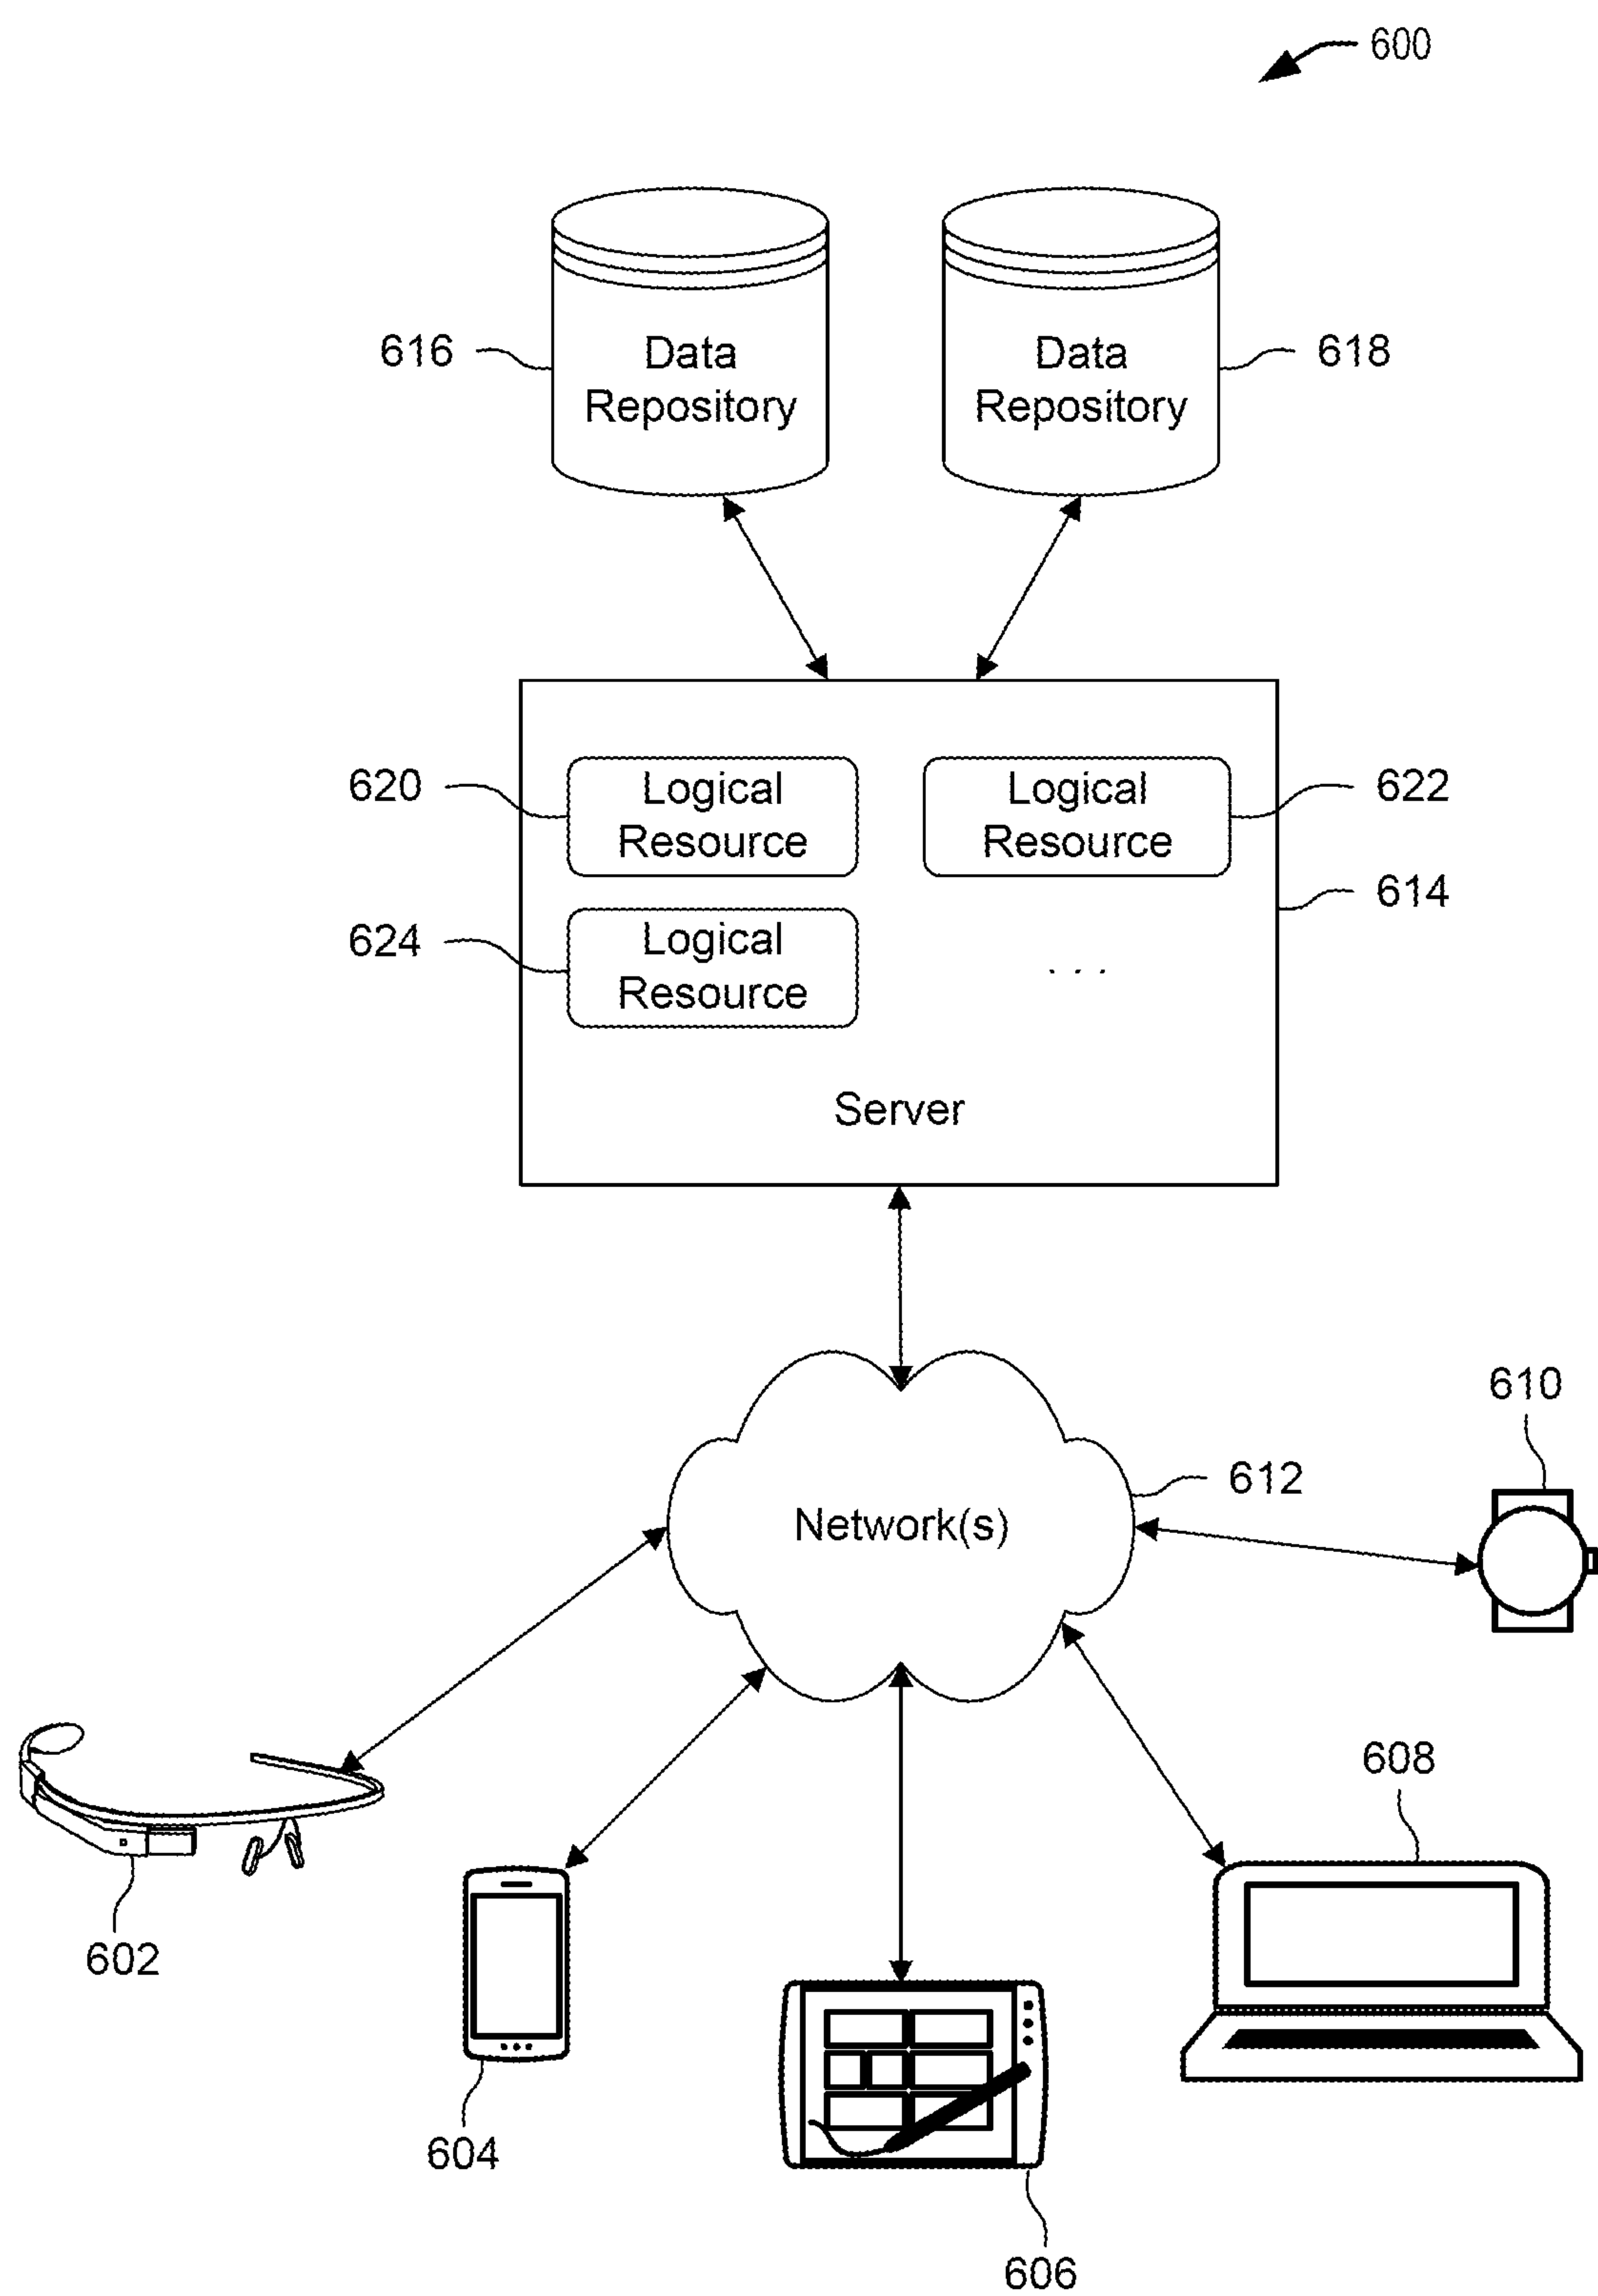 600
616
Data
Repository
Data
Repository
618
620
Logical
Resource
Logical
Resource
622
614
624
Logical
Resource
. . .
Server
610
612
Network(s)
608
602
604
606